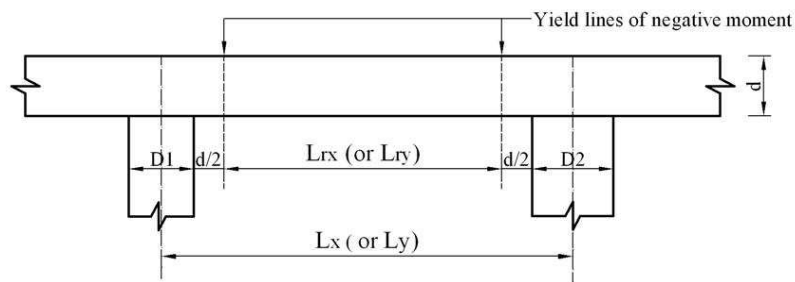 Yield lines of negative moment
d
D1
d/2
Lrx (or Lry)
d/2
D2
Lx ( or Ly)